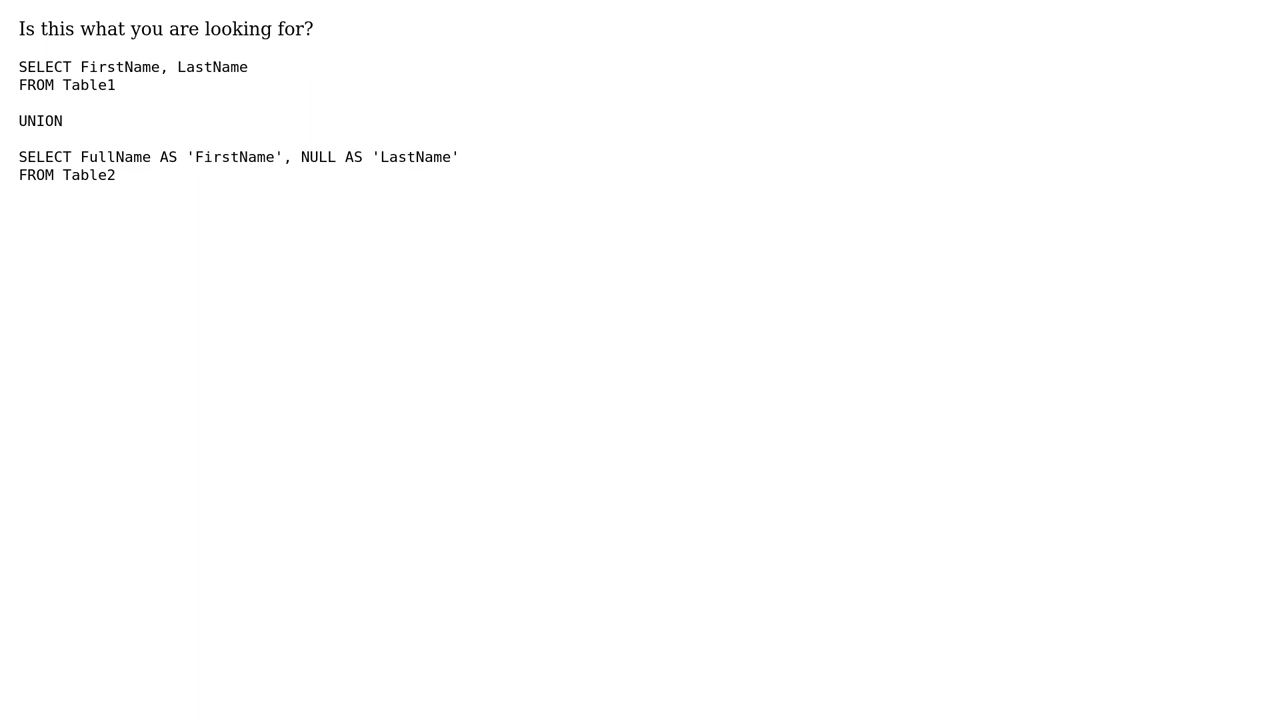 Is this what you are looking for?
SELECT FirstName, LastName
FROM Table1
UNION
SELECT FullName AS 'FirstName', NULL AS 'LastName'
FROM Table2